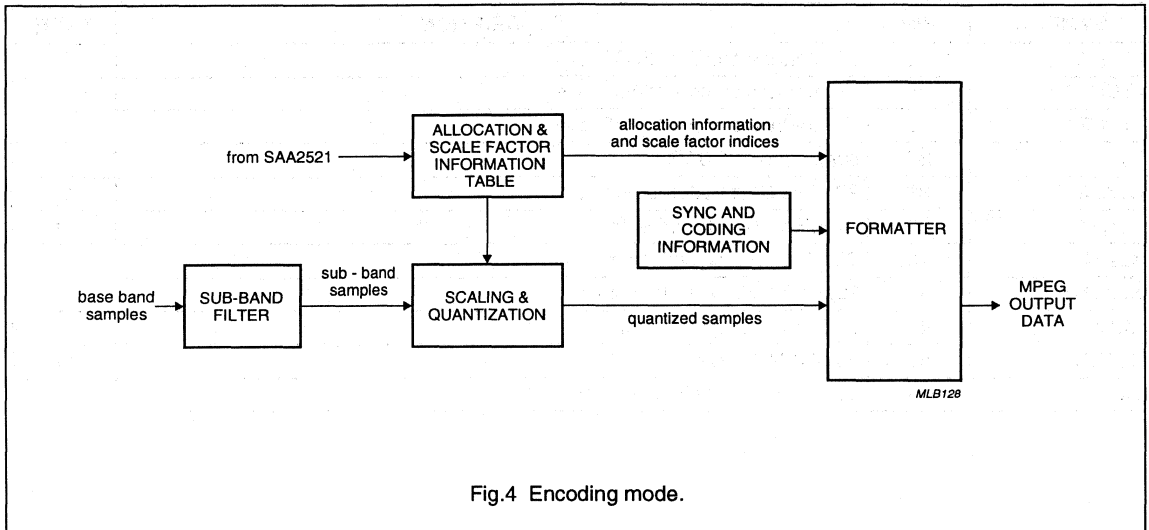 ALLOCATION &
SCALE FACTOR
INFORMATION
TABLE
from SAA2521
allocation information
and scale factor indices
SYNC AND
CODING
INFORMATION
FORMATTER
base band
samples
SUB-BAND
FILTER
sub - band
samples
SCALING &
QUANTIZATION
quantized samples
MPEG
OUTPUT
DATA
MLB128
Fig.4 Encoding mode.